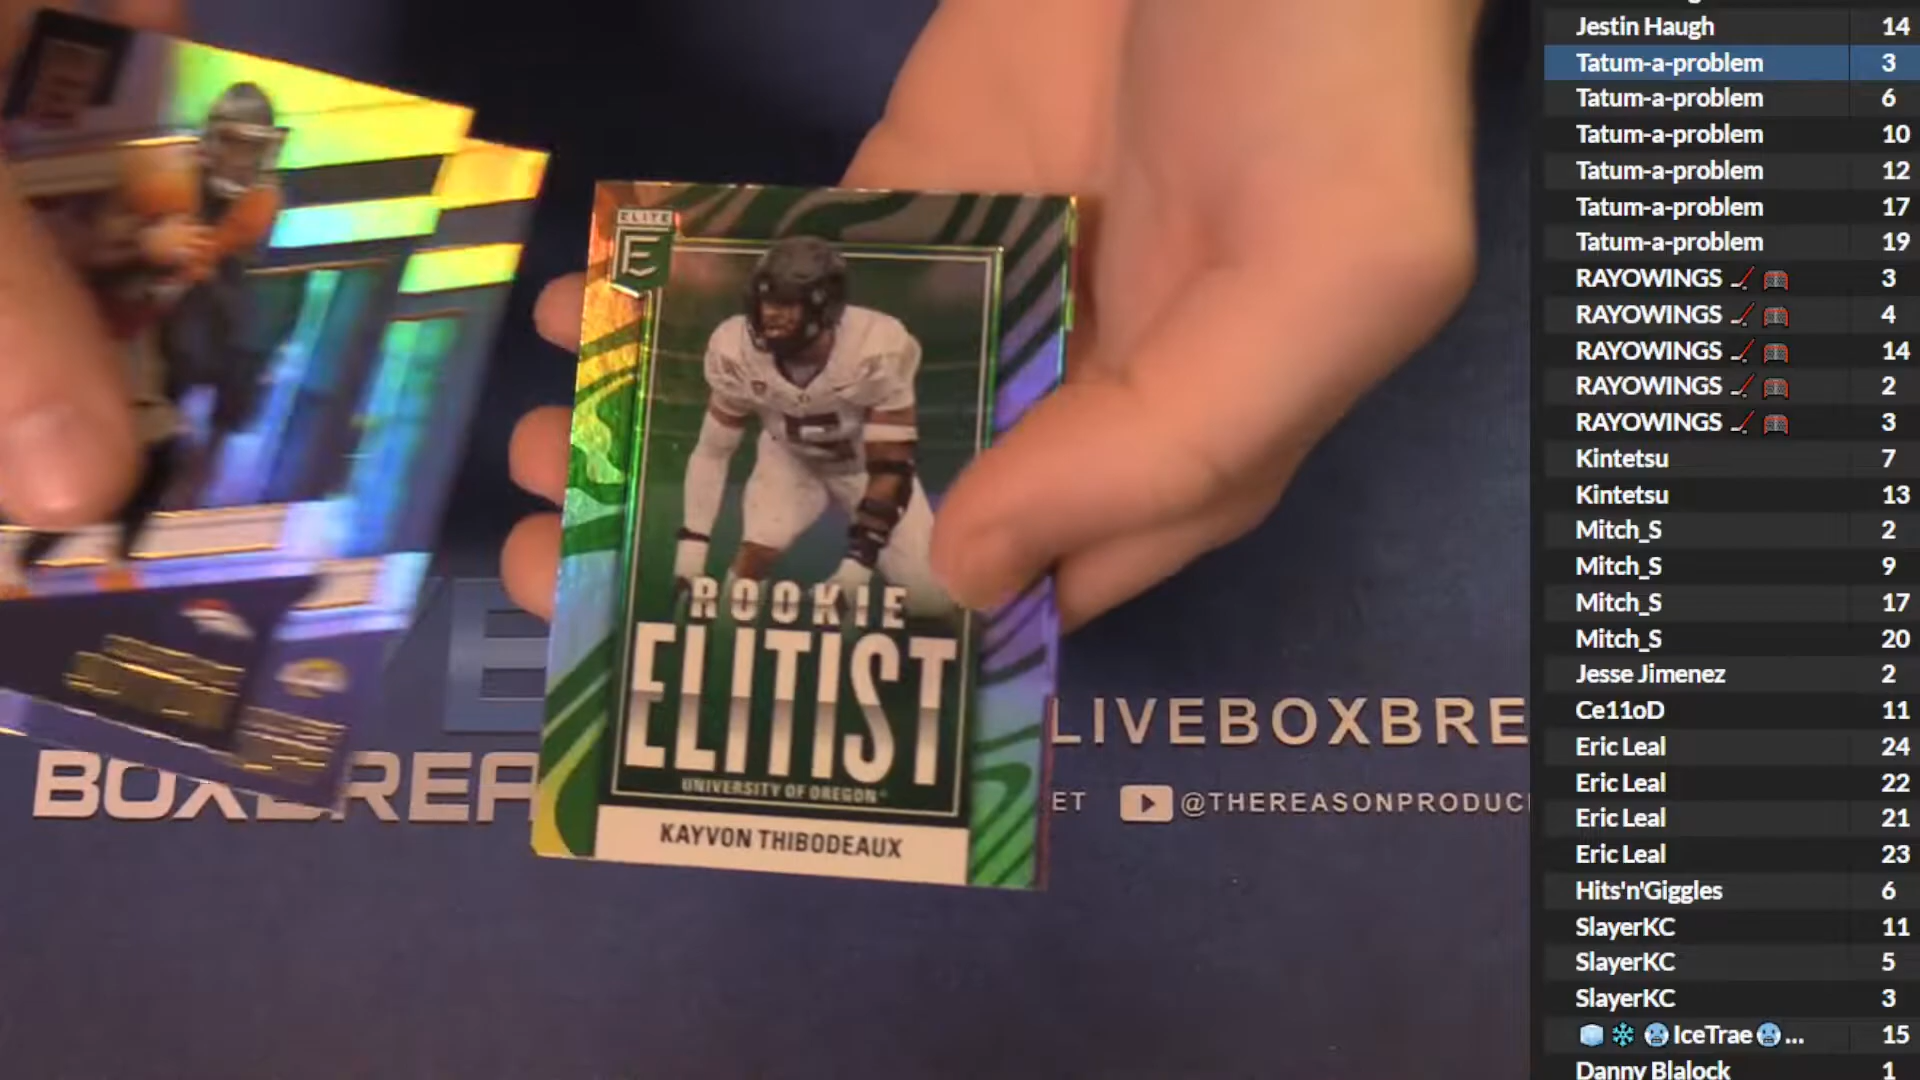 Jestin Haugh 14
Tatum-a-problem 3
Tatum-a-problem 6
Tatum-a-problem 10
Tatum-a-problem 12
Tatum-a-problem 17
Tatum-a-problem 19
RAYOWINGS 3
RAYOWINGS 4
RAYOWINGS 14
RAYOWINGS 2
RAYOWINGS 3
Kintetsu 7
Kintetsu 13
Mitch_S 2
Mitch_S 9
Mitch_S 17
Mitch_S 20
Jesse Jimenez 2
Ce11oD 11
Eric Leal 24
Eric Leal 22
Eric Leal 21
Eric Leal 23
Hits'n'Giggles 6
SlayerKC 11
SlayerKC 5
SlayerKC 3
IceTrae ... 15
Danny Blalock 1
ELITE
E
ROOKIE
ELITIST
UNIVERSITY OF OREGON
KAYVON THIBODEAUX
BOXBREA
LIVEBOXBRE
ET @THEREASONPRODUC